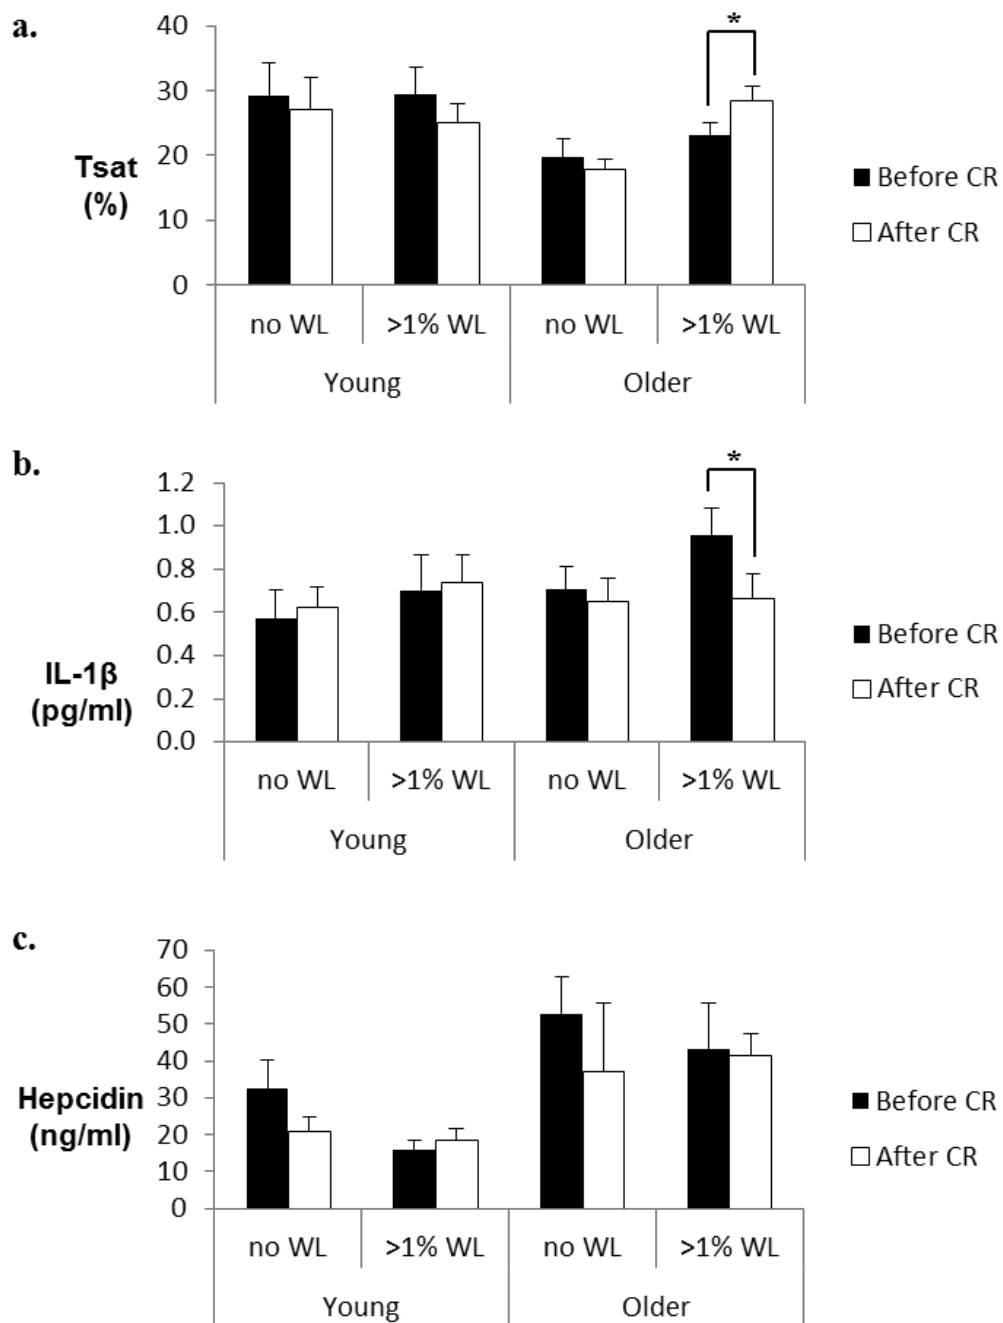 a.
40
30
20
10
0
Tsat
(%)
*
Before CR
After CR
no WL >1% WL no WL >1% WL
Young Older
b.
1.2
1.0
0.8
0.6
0.4
0.2
0.0
IL-1β
(pg/ml)
*
Before CR
After CR
no WL >1% WL no WL >1% WL
Young Older
c.
70
60
50
40
30
20
10
0
Hepcidin
(ng/ml)
Before CR
After CR
no WL >1% WL no WL >1% WL
Young Older